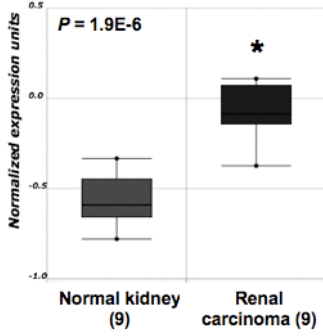 Normalized expression units
0.5
0.0
-0.5
-1.0
P = 1.9E-6
*
Normal kidney
(9)
Renal
carcinoma (9)